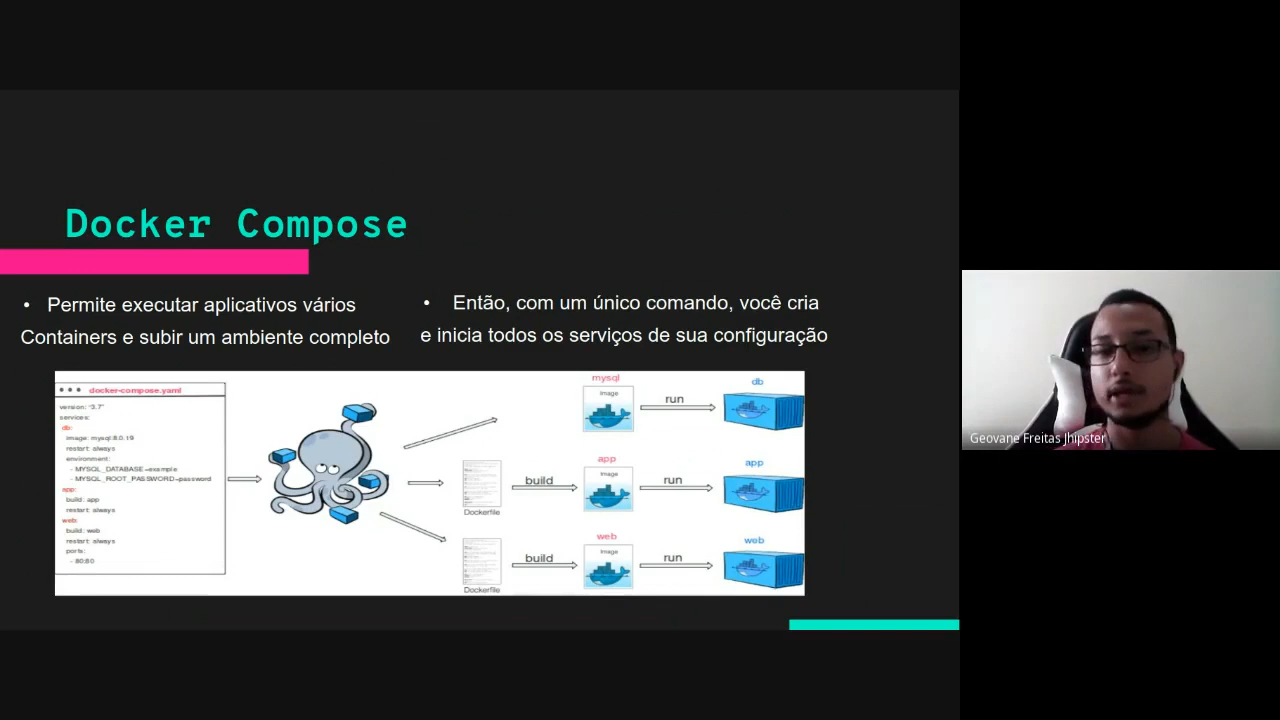 Docker Compose
• Permite executar aplicativos vários
Containers e subir um ambiente completo
• Então, com um único comando, você cria
e inicia todos os serviços de sua configuração
docker-compose.yaml
version: "3.7"
services:
db:
image: mysql:8.0.19
restart: always
environment:
- MYSQL_DATABASE=example
- MYSQL_ROOT_PASSWORD=password
app:
build: app
restart: always
web:
build: web
restart: always
ports:
- 80:80
mysql
Image
run
db
Dockerfile
build
app
Image
run
app
Dockerfile
build
web
Image
run
web
Geovane Freitas Jhipster